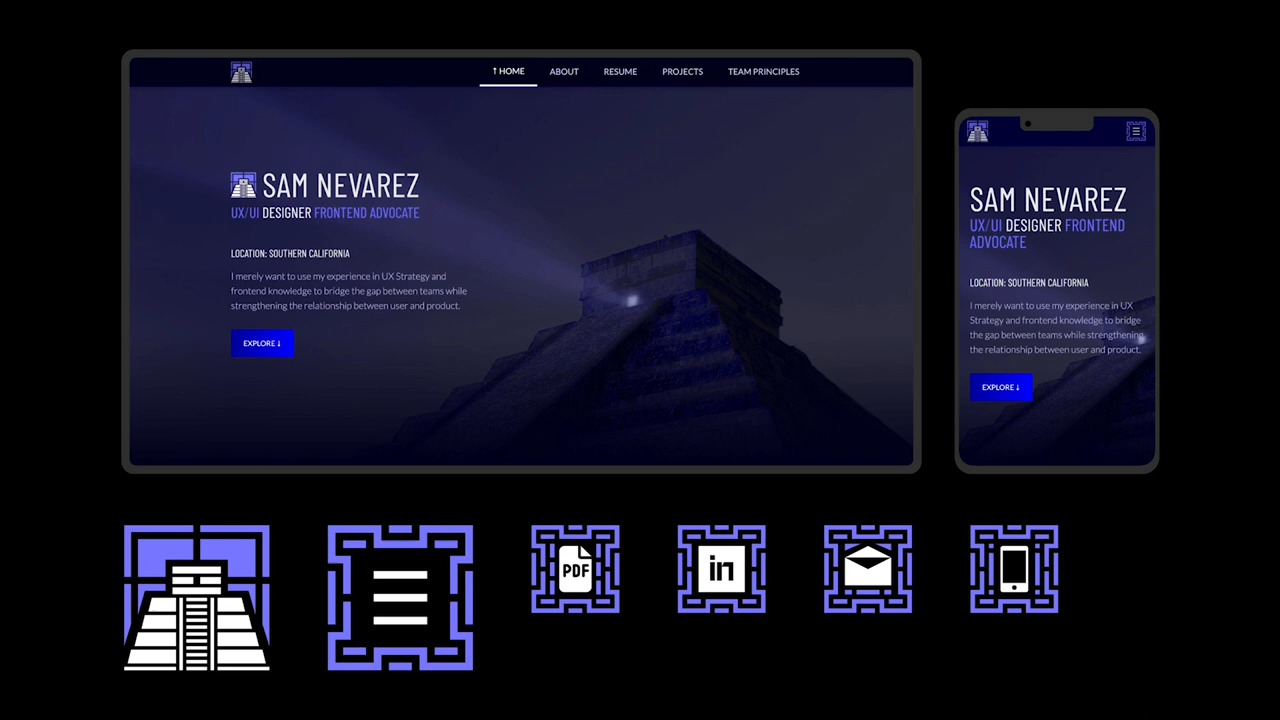 ↑ HOME ABOUT RESUME PROJECTS TEAM PRINCIPLES
SAM NEVAREZ
UX/UI DESIGNER FRONTEND ADVOCATE
LOCATION: SOUTHERN CALIFORNIA
I merely want to use my experience in UX Strategy and
frontend knowledge to bridge the gap between teams while
strengthening the relationship between user and product.
EXPLORE ↓
SAM NEVAREZ
UX/UI DESIGNER FRONTEND
ADVOCATE
LOCATION: SOUTHERN CALIFORNIA
I merely want to use my experience in UX
Strategy and frontend knowledge to bridge
the gap between teams while strengthening
the relationship between user and product.
EXPLORE ↓
PDF
in